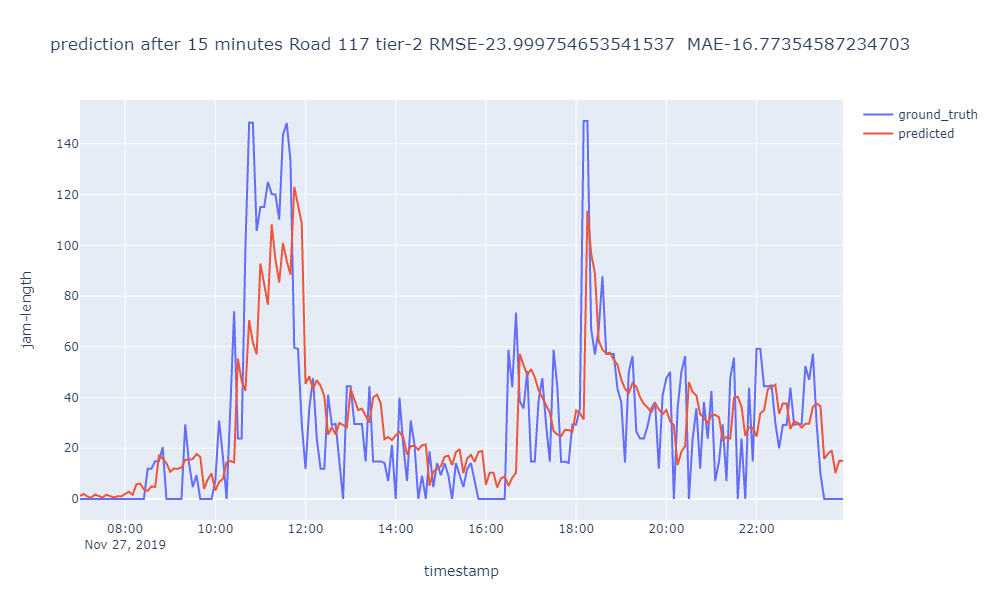 prediction after 15 minutes Road 117 tier-2 RMSE-23.999754653541537  MAE-16.77354587234703
ground_truth
predicted
jam-length
140
120
100
80
60
40
20
0
08:00 10:00 12:00 14:00 16:00 18:00 20:00 22:00
Nov 27, 2019
timestamp